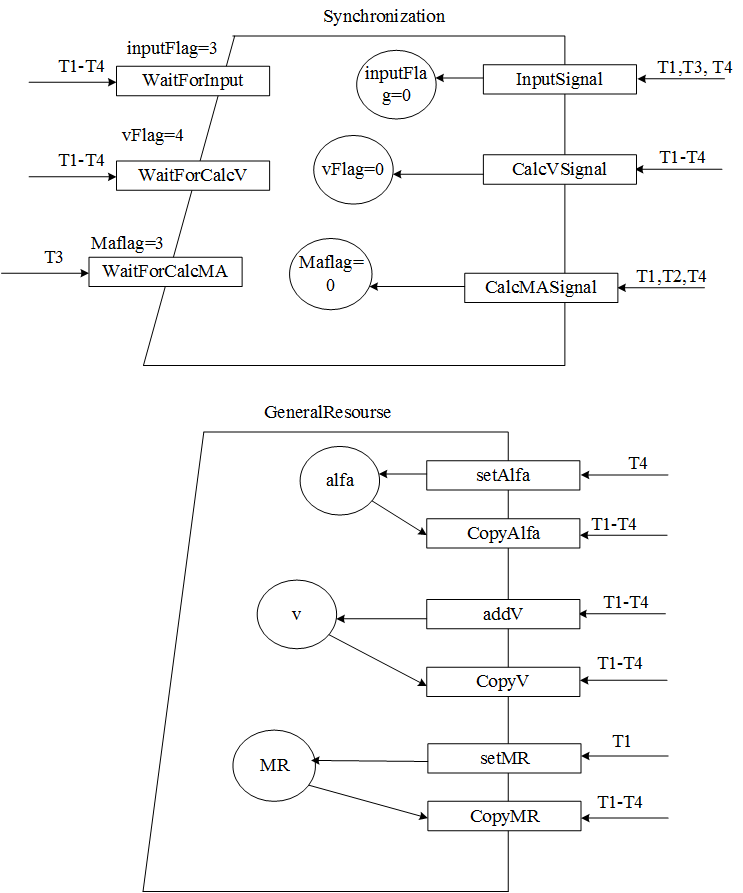 Synchronization
inputFlag=3
T1-T4
WaitForInput
inputFla
g=0
InputSignal
T1,T3, T4
vFlag=4
T1-T4
WaitForCalcV
vFlag=0
CalcVSignal
T1-T4
Maflag=3
T3
WaitForCalcMA
Maflag=
0
CalcMASignal
T1,T2,T4
GeneralResourse
alfa
setAlfa
T4
CopyAlfa
T1-T4
v
addV
T1-T4
CopyV
T1-T4
MR
setMR
T1
CopyMR
T1-T4